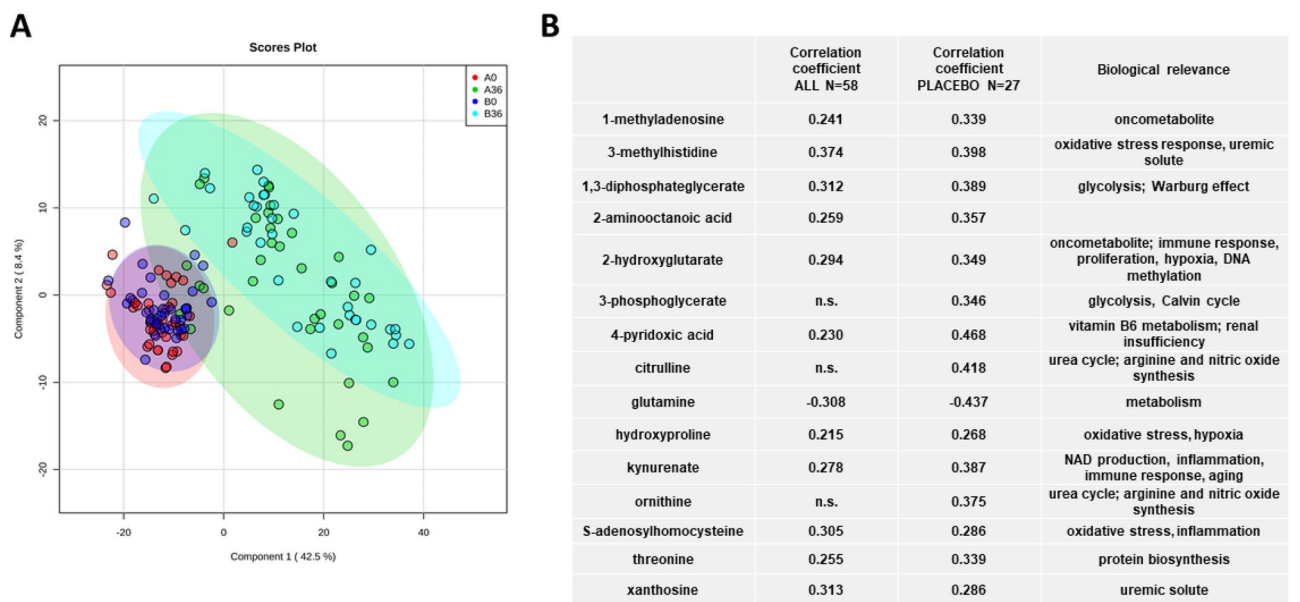 A
Scores Plot
A0
A36
B0
B36
20
10
0
-10
-20
Component 2 ( 8.4 %)
-20
0
20
40
Component 1 ( 42.5 %)
B
Correlation
coefficient
ALL N=58
Correlation
coefficient
PLACEBO N=27
Biological relevance
1-methyladenosine 0.241 0.339 oncometabolite
3-methylhistidine 0.374 0.398 oxidative stress response, uremic
solute
1,3-diphosphateglycerate 0.312 0.389 glycolysis; Warburg effect
2-aminooctanoic acid 0.259 0.357
2-hydroxyglutarate 0.294 0.349 oncometabolite; immune response,
proliferation, hypoxia, DNA
methylation
3-phosphoglycerate n.s. 0.346 glycolysis, Calvin cycle
4-pyridoxic acid 0.230 0.468 vitamin B6 metabolism; renal
insufficiency
citrulline n.s. 0.418 urea cycle; arginine and nitric oxide
synthesis
glutamine -0.308 -0.437 metabolism
hydroxyproline 0.215 0.268 oxidative stress, hypoxia
kynurenate 0.278 0.387 NAD production, inflammation,
immune response, aging
ornithine n.s. 0.375 urea cycle; arginine and nitric oxide
synthesis
S-adenosylhomocysteine 0.305 0.286 oxidative stress, inflammation
threonine 0.255 0.339 protein biosynthesis
xanthosine 0.313 0.286 uremic solute